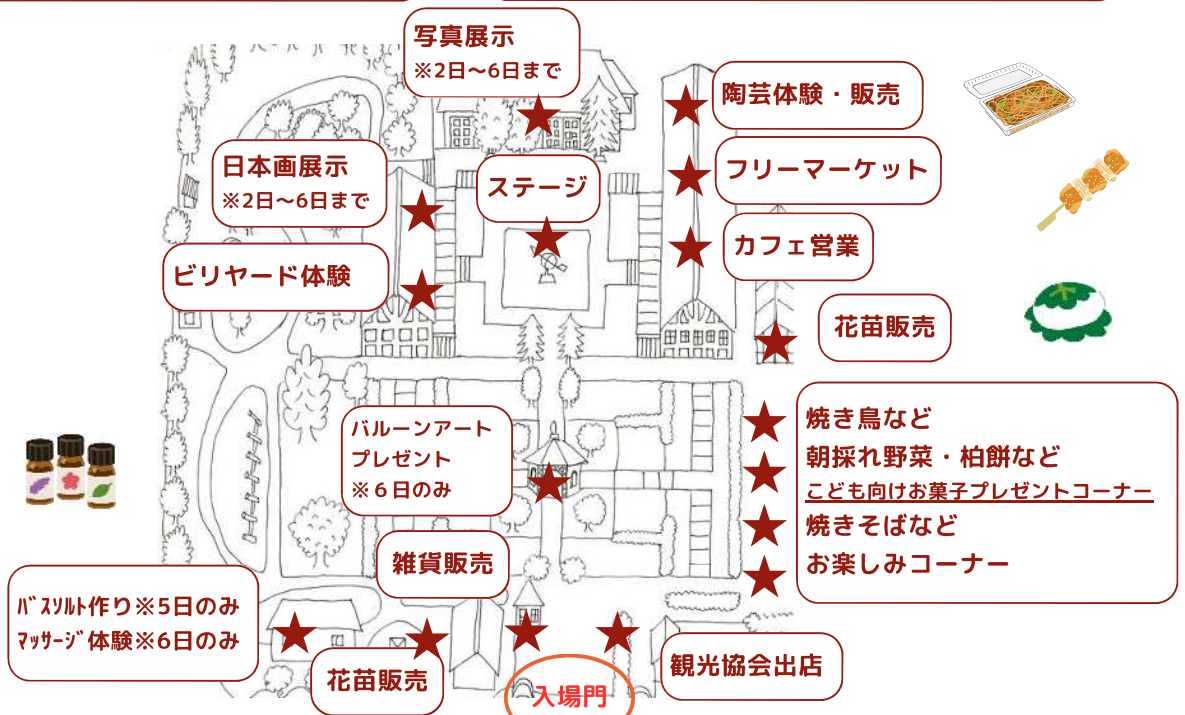 写真展示
※2日～6日まで
陶芸体験・販売
日本画展示
※2日～6日まで
ステージ
フリーマーケット
カフェ営業
ビリヤード体験
花苗販売
バルーンアート
プレゼント
※６日のみ
焼き鳥など
朝採れ野菜・柏餅など
こども向けお菓子プレゼントコーナー
焼きそばなど
お楽しみコーナー
雑貨販売
ﾊﾞｽｿﾙﾄ作り※5日のみ
ﾏｯｻｰｼﾞ体験※6日のみ
花苗販売
観光協会出店
入場門